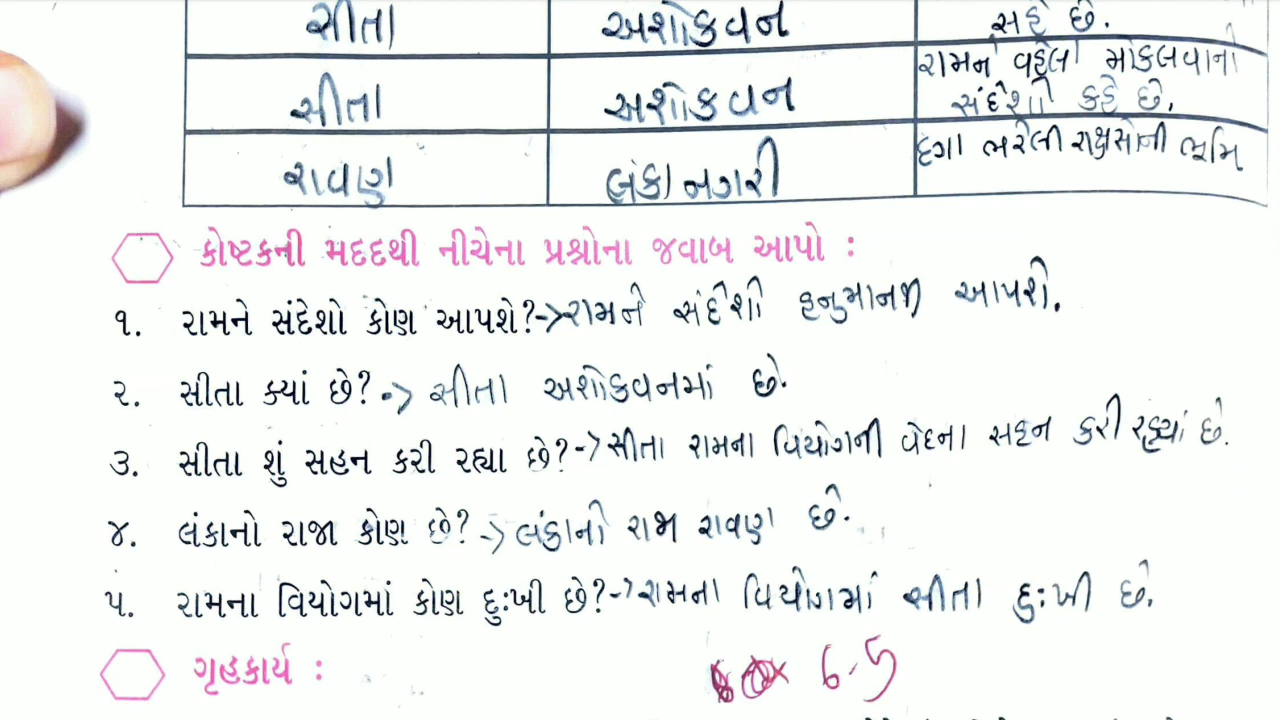 સીતા અશોકવન સહે છે.
સીતા અશોકવન રામને વહેલા મોકલવાનો
સંદેશો કહે છે.
રાવણ લંકાનગરી દગા ભરેલી રાક્ષસોની ભૂમિ
કોષ્ટકની મદદથી નીચેના પ્રશ્નોના જવાબ આપો :
૧. રામને સંદેશો કોણ આપશે?->રામને સંદેશો હનુમાનજી આપશે.
૨. સીતા ક્યાં છે?-> સીતા અશોકવનમાં છે.
૩. સીતા શું સહન કરી રહ્યા છે?->સીતા રામના વિયોગની વેદના સહન કરી રહ્યાં છે.
૪. લંકાનો રાજા કોણ છે?->લંકાનો રાજા રાવણ છે.
૫. રામના વિયોગમાં કોણ દુઃખી છે?->રામના વિયોગમાં સીતા દુઃખી છે.
ગૃહકાર્ય : 6-5